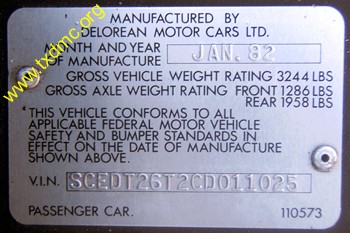 www.txdmc.org
MANUFACTURED BY
DELOREAN MOTOR CARS LTD.
MONTH AND YEAR
OF MANUFACTURE JAN. 82
GROSS VEHICLE WEIGHT RATING 3244 LBS
GROSS AXLE WEIGHT RATING FRONT 1286 LBS
REAR 1958 LBS
"THIS VEHICLE CONFORMS TO ALL
APPLICABLE FEDERAL MOTOR VEHICLE
SAFETY AND BUMPER STANDARDS IN
EFFECT ON THE DATE OF MANUFACTURE
SHOWN ABOVE.
V.I.N. SCEDT26T2CD011025
PASSENGER CAR. 110573